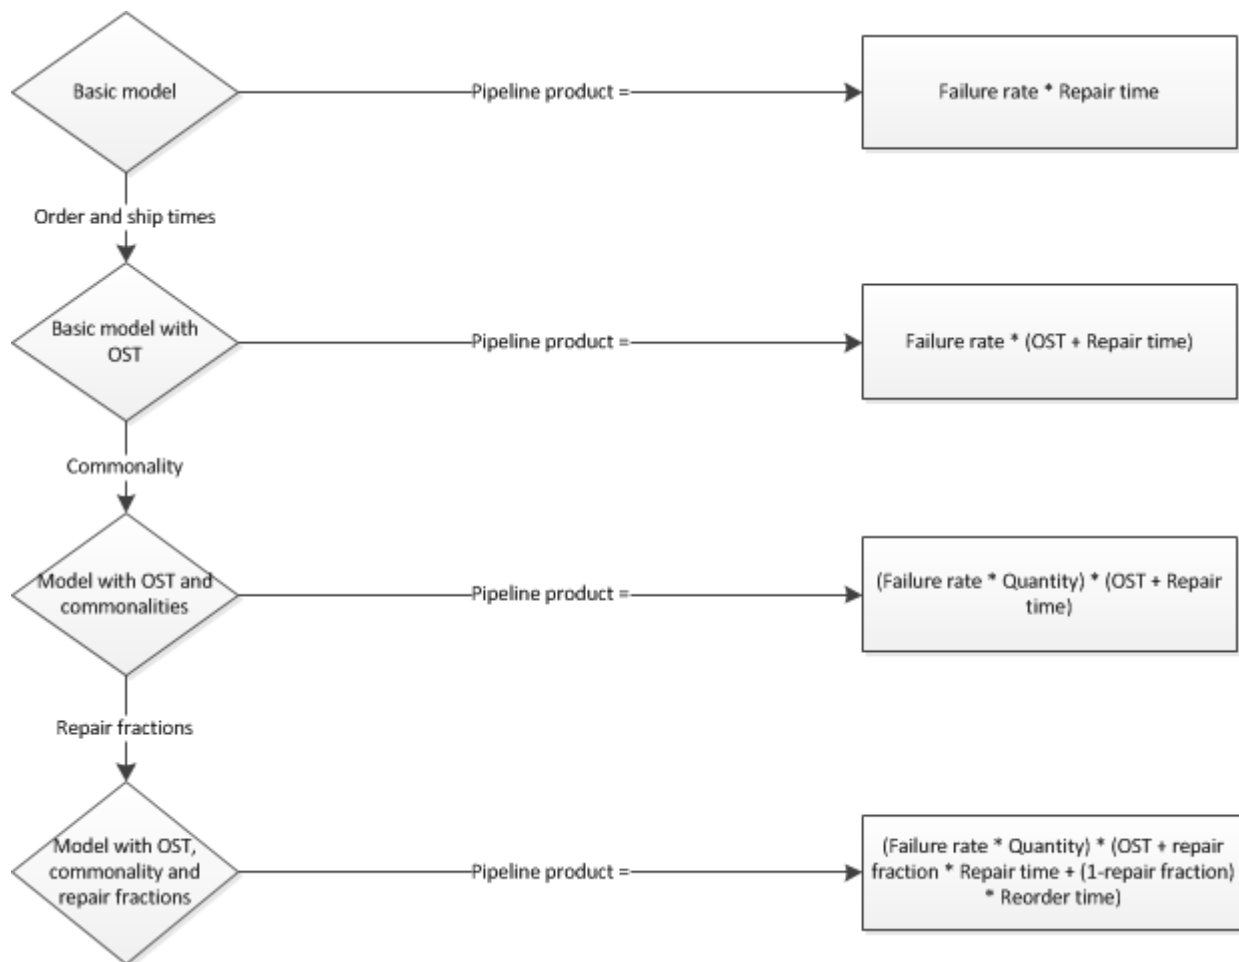 Basic model
Pipeline product =
Failure rate * Repair time
Order and ship times
Basic model with
OST
Pipeline product =
Failure rate * (OST + Repair time)
Commonality
Model with OST and
commonalities
Pipeline product =
(Failure rate * Quantity) * (OST + Repair
time)
Repair fractions
Model with OST,
commonality and
repair fractions
Pipeline product =
(Failure rate * Quantity) * (OST + repair
fraction * Repair time + (1-repair fraction)
* Reorder time)